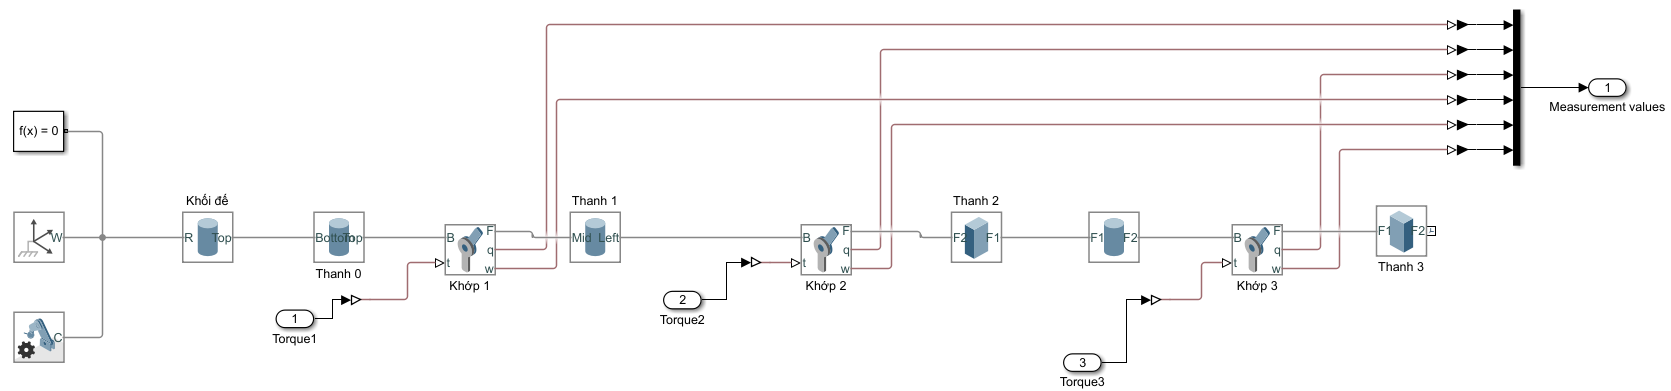 1
Measurement values
f(x) = 0
Khối đế
Thanh 1
Thanh 2
W
R
Top
Bottom
Top
B
F
q
w
t
Mid
Left
B
F
q
w
t
F2
F1
F1
F2
B
F
q
w
t
F1
F2
Thanh 0
Khớp 1
Khớp 2
Khớp 3
Thanh 3
C
1
Torque1
2
Torque2
3
Torque3